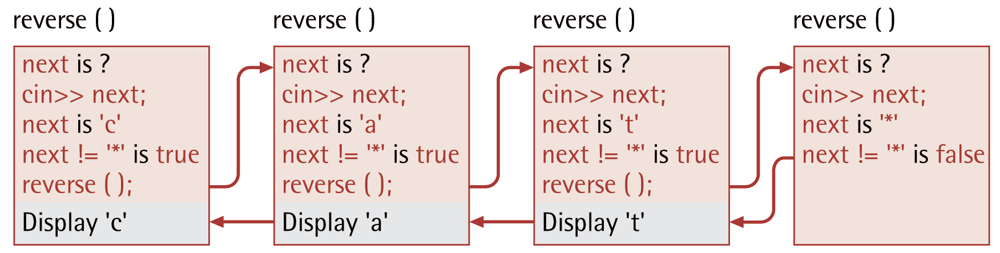 reverse ( )
next is ?
cin>> next;
next is 'c'
next != '*' is true
reverse ( );
Display 'c'
reverse ( )
next is ?
cin>> next;
next is 'a'
next != '*' is true
reverse ( );
Display 'a'
reverse ( )
next is ?
cin>> next;
next is 't'
next != '*' is true
reverse ( );
Display 't'
reverse ( )
next is ?
cin>> next;
next is '*'
next != '*' is false